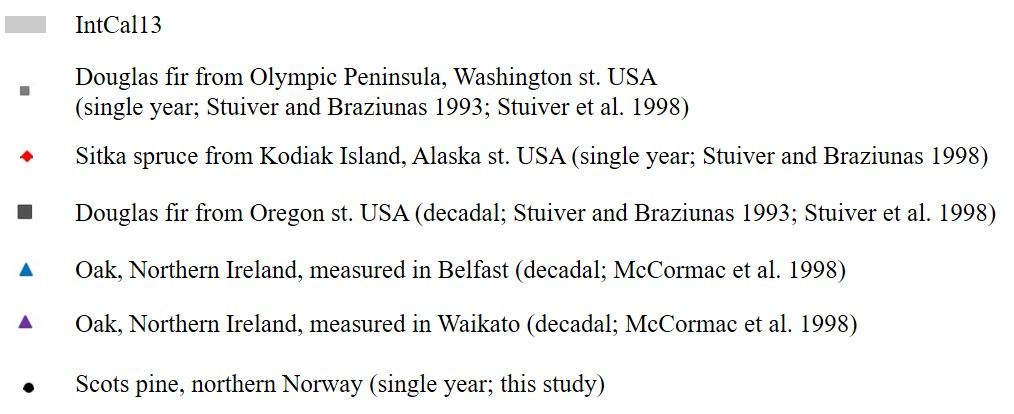 IntCal13
Douglas fir from Olympic Peninsula, Washington st. USA
(single year; Stuiver and Braziunas 1993; Stuiver et al. 1998)
Sitka spruce from Kodiak Island, Alaska st. USA (single year; Stuiver and Braziunas 1998)
Douglas fir from Oregon st. USA (decadal; Stuiver and Braziunas 1993; Stuiver et al. 1998)
Oak, Northern Ireland, measured in Belfast (decadal; McCormac et al. 1998)
Oak, Northern Ireland, measured in Waikato (decadal; McCormac et al. 1998)
Scots pine, northern Norway (single year; this study)